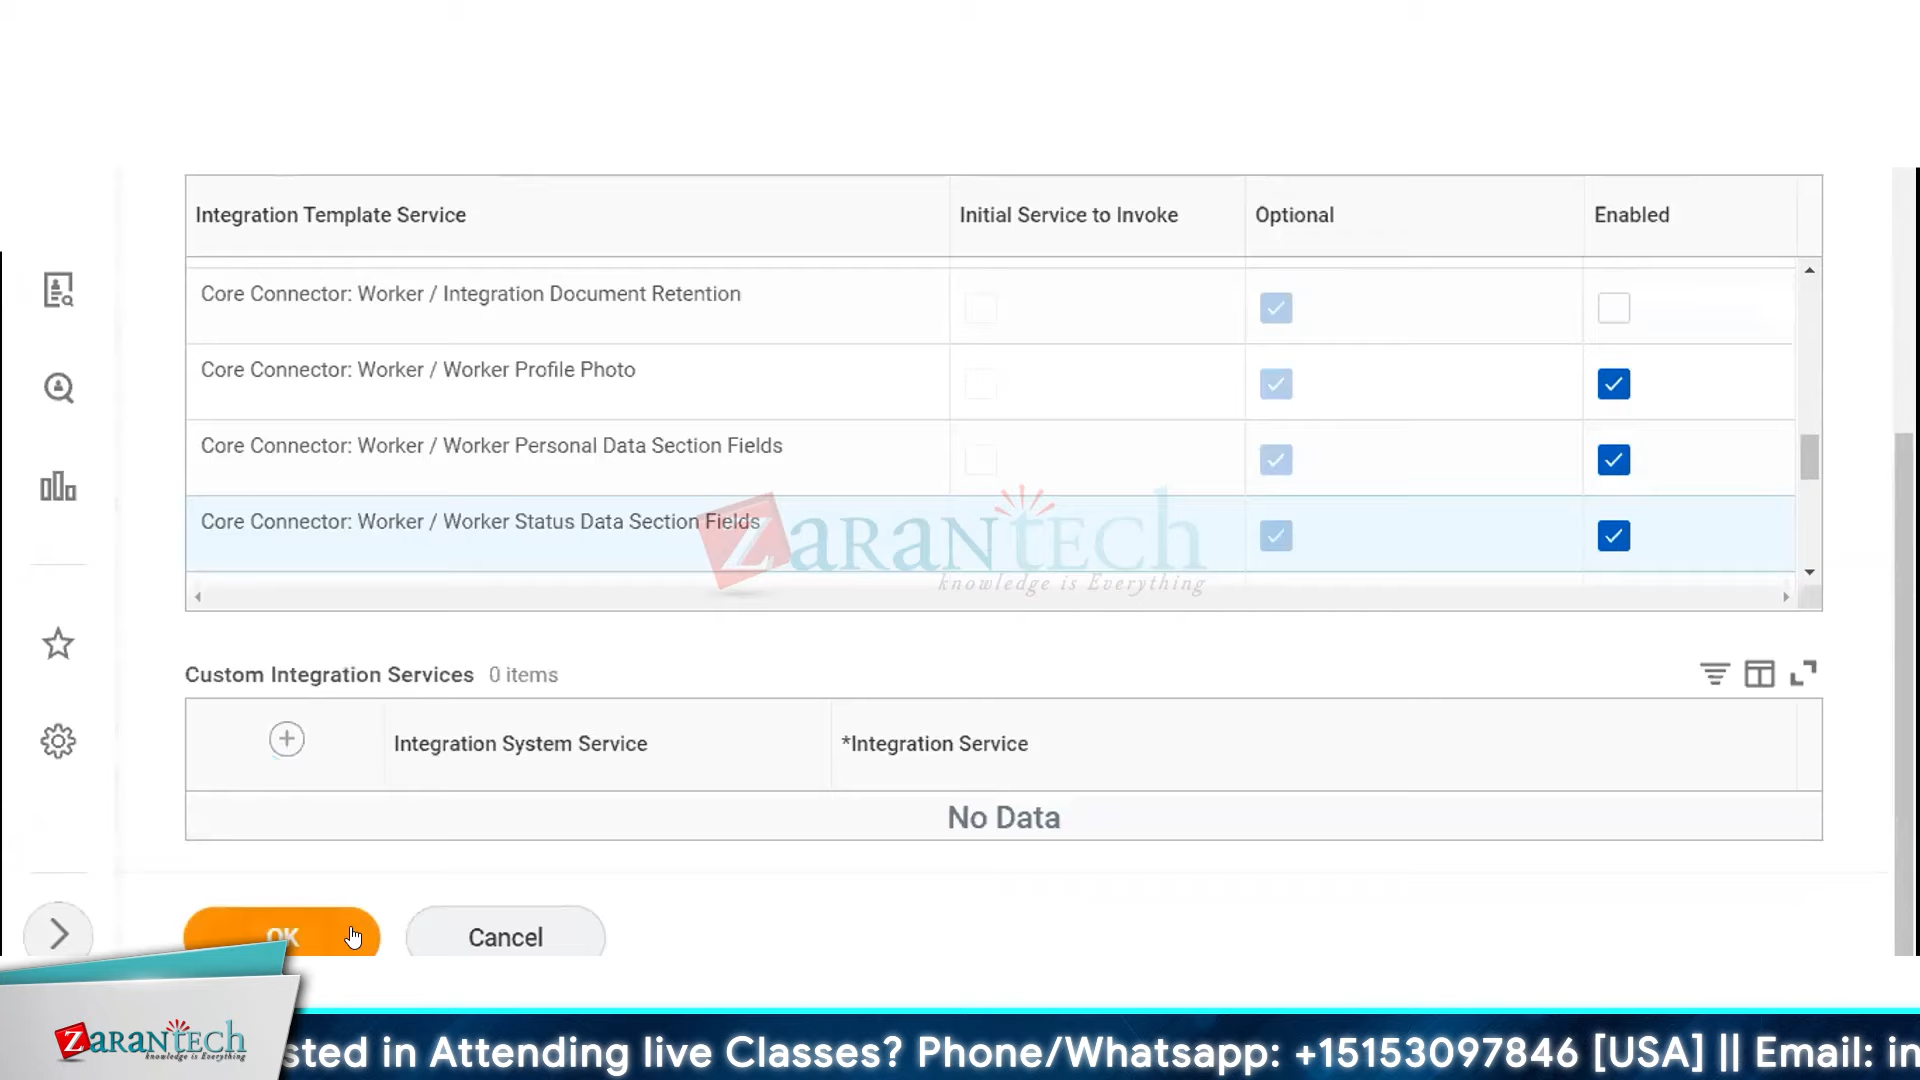 Integration Template Service Initial Service to Invoke Optional Enabled
Core Connector: Worker / Integration Document Retention
Core Connector: Worker / Worker Profile Photo
Core Connector: Worker / Worker Personal Data Section Fields
Core Connector: Worker / Worker Status Data Section Fields
ZaranTech
knowledge is Everything
Custom Integration Services 0 items
Integration System Service *Integration Service
No Data
OK Cancel
ZaranTech
knowledge is Everything
sted in Attending live Classes? Phone/Whatsapp: +15153097846 [USA] || Email: in